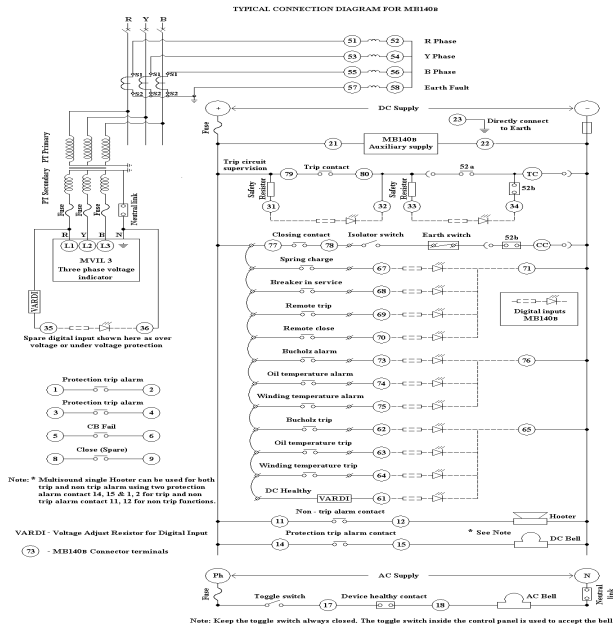 TYPICAL CONNECTION DIAGRAM FOR MB140B
R Y B
51 52 R Phase
53 54 Y Phase
55 56 B Phase
57 58 Earth Fault
S1 S1 S1
S2 S2 S2
+ DC Supply -
Fuse
23 Directly connect to Earth
21 MB140B Auxiliary supply 22
PT Primary
PT Secondary
Fuse Fuse Fuse
Neutral link
R Y B N
L1 L2 L3
MVIL 3
Three phase voltage
indicator
VARDI
35 36
Spare digital input shown here as over
voltage or under voltage protection
Trip circuit
supervision
79 Trip contact 80
52a
TC
52b
Safety Resistor
Safety Resistor
31 32 33 34
77 Closing contact 78 Isolator switch Earth switch 52b CC
Spring charge 67 71
Breaker in service 68
Remote trip 69
Remote close 70
Digital inputs
MB140B
Bucholz alarm 73 76
Oil temperature alarm 74
Winding temperature alarm 75
Bucholz trip 62 65
Oil temperature trip 63
Winding temperature trip 64
DC Healthy VARDI 61
Protection trip alarm
1 2
Protection trip alarm
3 4
CB Fail
5 6
Close (Spare)
8 9
Note: * Multisound single Hooter can be used for both
trip and non trip alarm using two protection
alarm contact 14, 15 & 1, 2 for trip and non
trip alarm contact 11, 12 for non trip functions.
Non - trip alarm contact
11 12 Hooter
Protection trip alarm contact
14 15 * See Note DC Bell
VARDI - Voltage Adjust Resistor for Digital Input
73 - MB140B Connector terminals
Ph AC Supply N
Fuse
Toggle switch 17 Device healthy contact 18 AC Bell
Neutral link
Note: Keep the toggle switch always closed. The toggle switch inside the control panel is used to accept the bell